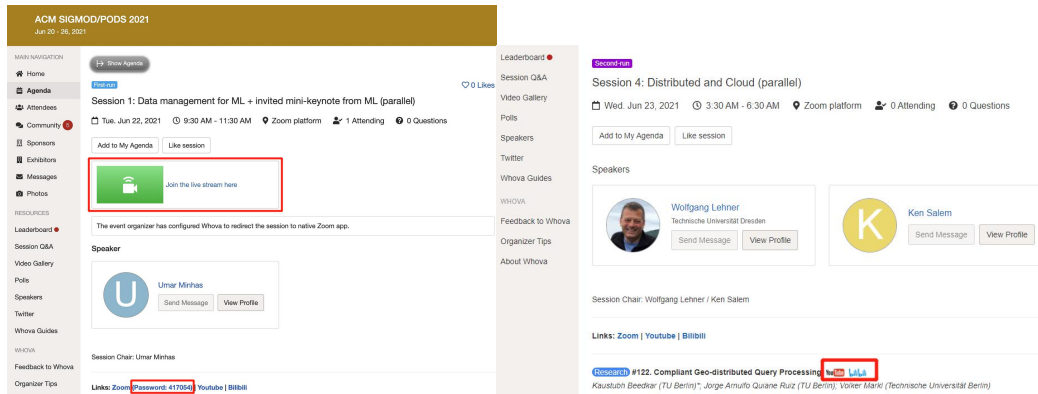 ACM SIGMOD/PODS 2021
Jun 20 - 26, 2021
MAIN NAVIGATION
Home
Agenda
Attendees
Community 5
Sponsors
Exhibitors
Messages
Photos
RESOURCES
Leaderboard
Session Q&A
Video Gallery
Polls
Speakers
Twitter
Whova Guides
WHOVA
Feedback to Whova
Organizer Tips
Show Agenda
First-run
0 Likes
Session 1: Data management for ML + invited mini-keynote from ML (parallel)
Tue. Jun 22, 2021 9:30 AM - 11:30 AM Zoom platform 1 Attending 0 Questions
Add to My Agenda Like session
Join the live stream here
The event organizer has configured Whova to redirect the session to native Zoom app.
Speaker
U
Umar Minhas
Send Message View Profile
Session Chair: Umar Minhas
Links: Zoom (Password: 417054) | Youtube | Bilibili
Leaderboard
Session Q&A
Video Gallery
Polls
Speakers
Twitter
Whova Guides
WHOVA
Feedback to Whova
Organizer Tips
About Whova
Second-run
Session 4: Distributed and Cloud (parallel)
Wed. Jun 23, 2021 3:30 AM - 6:30 AM Zoom platform 0 Attending 0 Questions
Add to My Agenda Like session
Speakers
Wolfgang Lehner
Technische Universität Dresden
Send Message View Profile
K
Ken Salem
Send Message View Profile
Session Chair: Wolfgang Lehner / Ken Salem
Links: Zoom | Youtube | Bilibili
Research #122. Compliant Geo-distributed Query Processing YouTube bilibili
Kaustubh Beedkar (TU Berlin)*; Jorge Arnulfo Quiane Ruiz (TU Berlin); Volker Markl (Technische Universität Berlin)